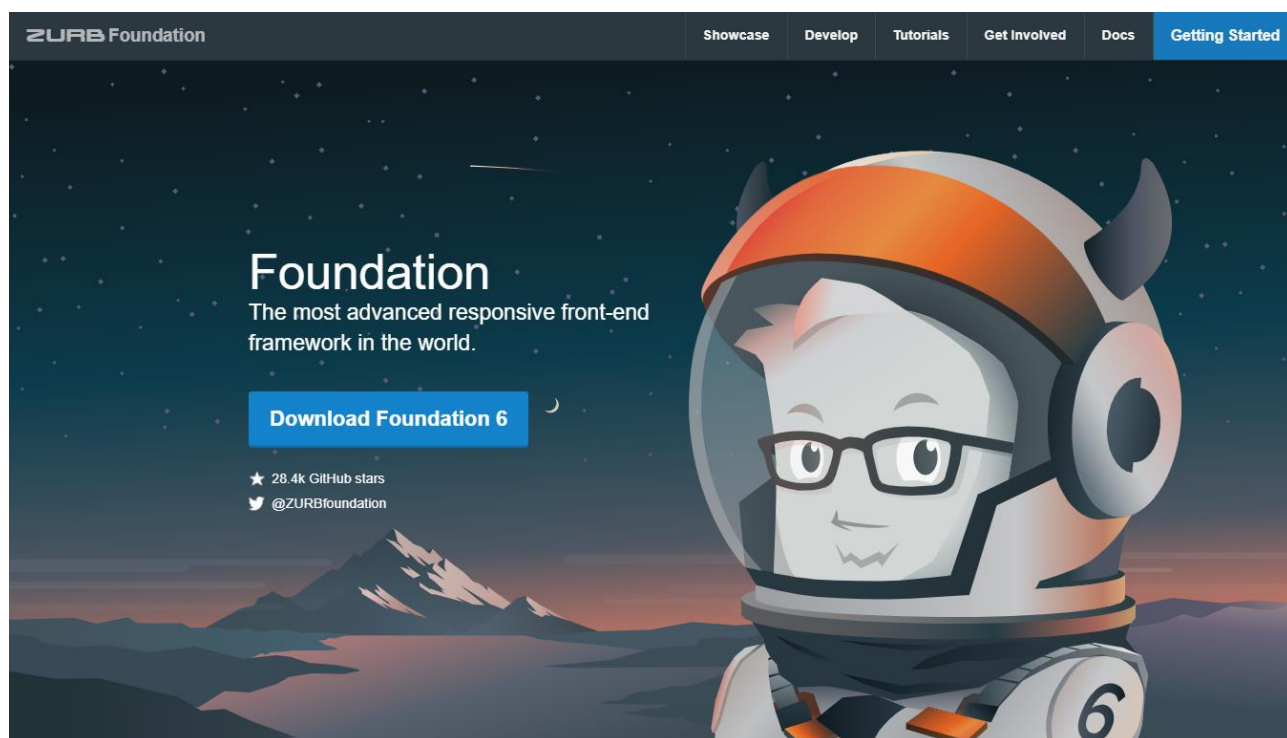 ZURB Foundation
Showcase
Develop
Tutorials
Get Involved
Docs
Getting Started
Foundation
The most advanced responsive front-end
framework in the world.
Download Foundation 6
28.4k GitHub stars
@ZURBfoundation
6